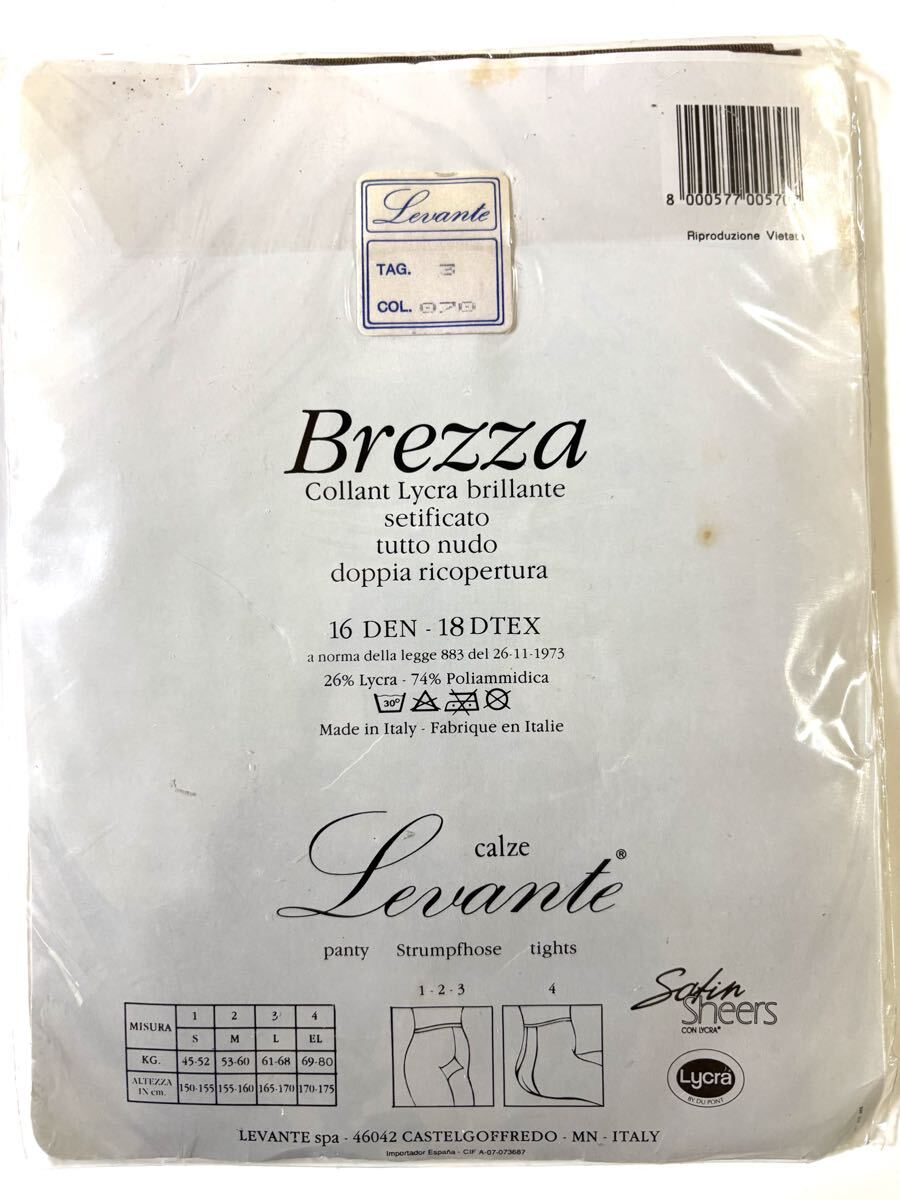 8 000577 00570
Riproduzione Vietat
Levante
TAG. 3
COL. 070
Brezza
Collant Lycra brillante
setificato
tutto nudo
doppia ricopertura
16 DEN - 18 DTEX
a norma della legge 883 del 26-11-1973
26% Lycra - 74% Poliammidica
30°
Made in Italy - Fabrique en Italie
calze
Levante®
panty Strumpfhose tights
MISURA 1 2 3 4
S M L EL
KG. 45-52 53-60 61-68 69-80
ALTEZZA IN cm. 150-155 155-160 165-170 170-175
1 - 2 - 3
4
Satin
Sheers
CON LYCRA®
Lycra
BY DU PONT
LEVANTE spa - 46042 CASTELGOFFREDO - MN - ITALY
Importador España - CIF A-07-073687